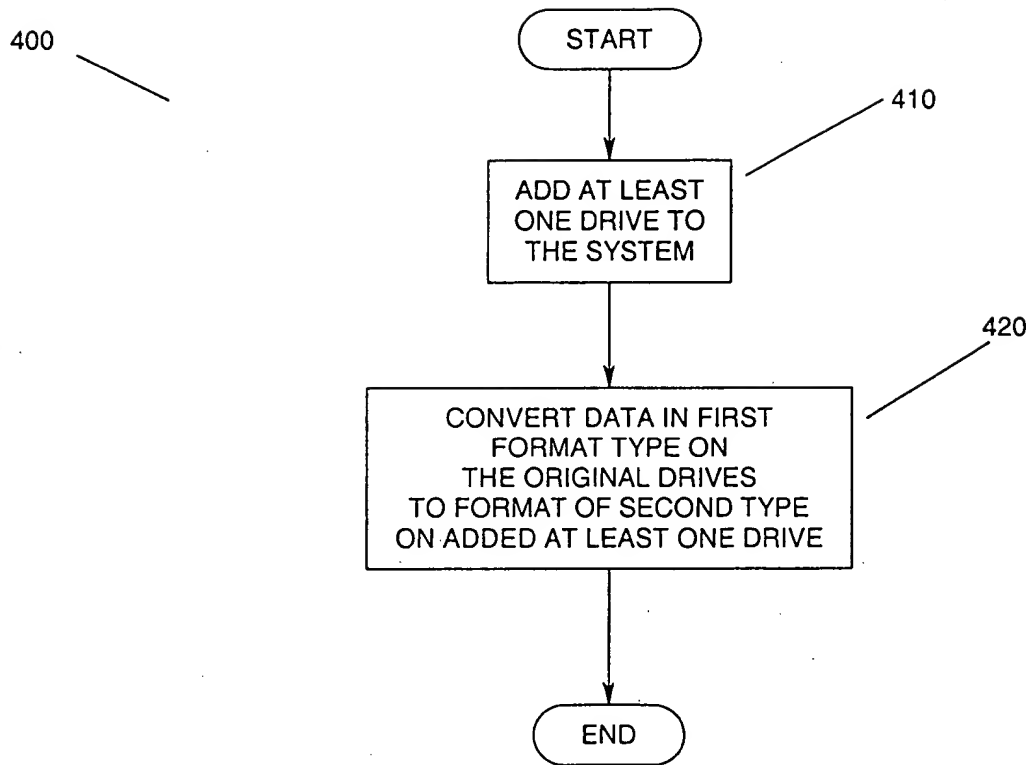 400
START
410
ADD AT LEAST
ONE DRIVE TO
THE SYSTEM
420
CONVERT DATA IN FIRST
FORMAT TYPE ON
THE ORIGINAL DRIVES
TO FORMAT OF SECOND TYPE
ON ADDED AT LEAST ONE DRIVE
END